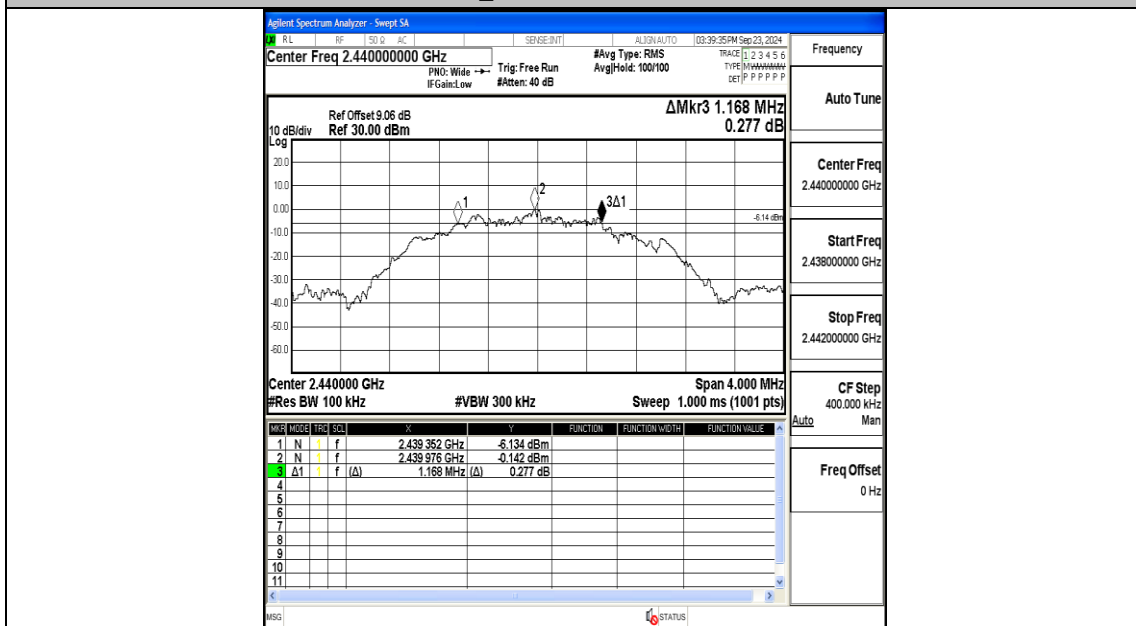 Agilent Spectrum Analyzer - Swept SA
LXI RL RF 50 Ω AC SENSE:INT ALIGN AUTO 03:39:35 PM Sep 23, 2024
Center Freq 2.440000000 GHz
PNO: Wide
IFGain:Low
Trig: Free Run
#Atten: 40 dB
#Avg Type: RMS
Avg|Hold: 100/100
TRACE 1 2 3 4 5 6
TYPE M
DET P P P P P P
ΔMkr3 1.168 MHz
0.277 dB
Ref Offset 9.06 dB
10 dB/div Ref 30.00 dBm
Log
20.0
10.0
0.00
-10.0
-20.0
-30.0
-40.0
-50.0
-60.0
1
2
3Δ1
-6.14 dBm
Center 2.440000 GHz Span 4.000 MHz
#Res BW 100 kHz #VBW 300 kHz Sweep 1.000 ms (1001 pts)
MKR MODE TRC SCL X Y FUNCTION FUNCTION WIDTH FUNCTION VALUE
1 N 1 f 2.439 352 GHz -6.134 dBm
2 N 1 f 2.439 976 GHz -0.142 dBm
3 Δ1 1 f (Δ) 1.168 MHz (Δ) 0.277 dB
4
5
6
7
8
9
10
11
MSG STATUS
Frequency
Auto Tune
Center Freq
2.440000000 GHz
Start Freq
2.438000000 GHz
Stop Freq
2.442000000 GHz
CF Step
400.000 kHz
Auto Man
Freq Offset
0 Hz